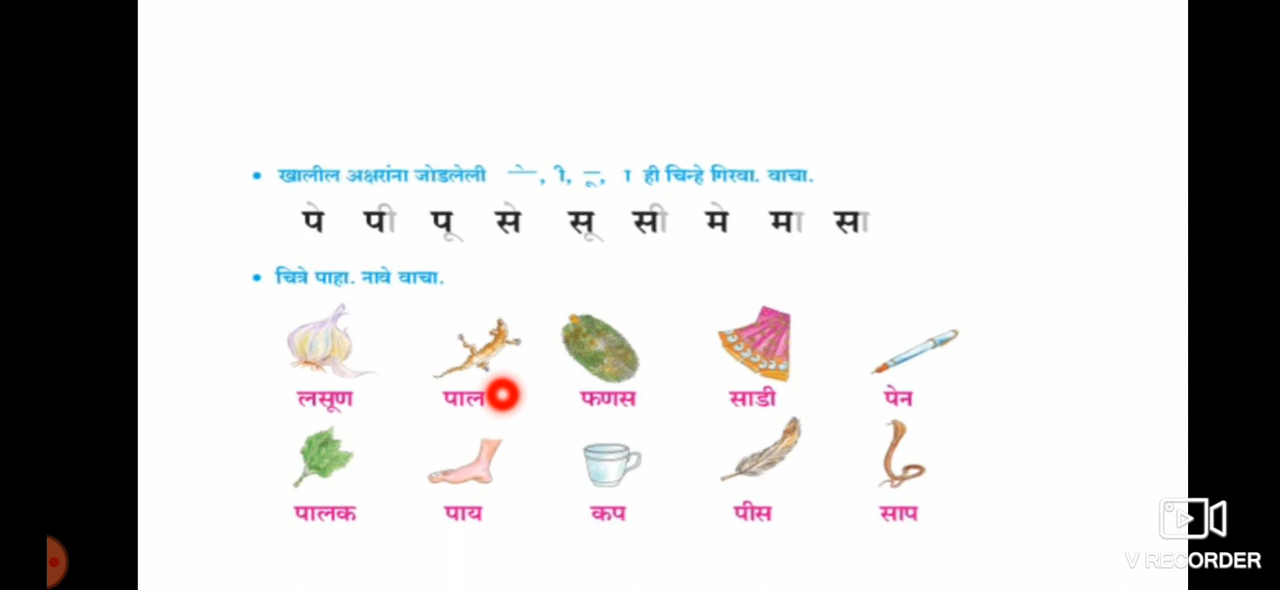 • खालील अक्षरांना जोडलेली े, ी, ू, ा ही चिन्हे गिरवा. वाचा.
पे पी पू से सू सी मे मा सा
• चित्रे पाहा. नावे वाचा.
लसूण पाल फणस साडी पेन
पालक पाय कप पीस साप
V RECORDER